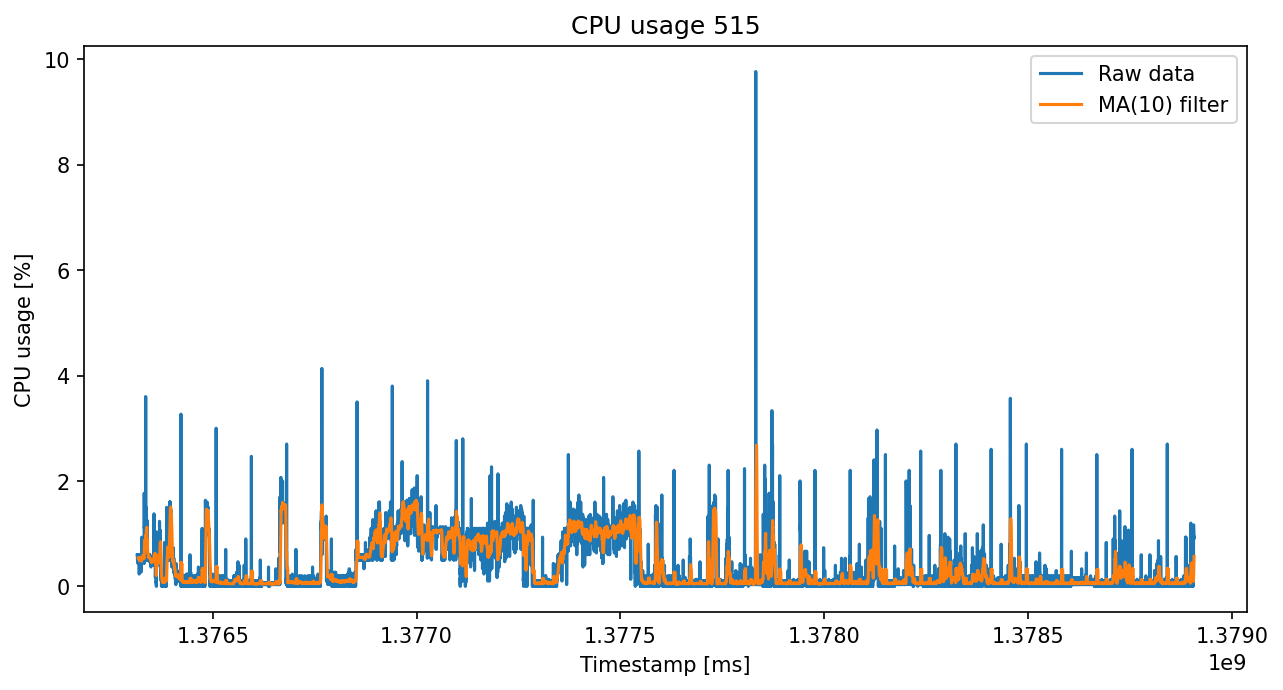 CPU usage 515
Raw data
MA(10) filter
CPU usage [%]
10
8
6
4
2
0
1.3765
1.3770
1.3775
1.3780
1.3785
1.3790
1e9
Timestamp [ms]